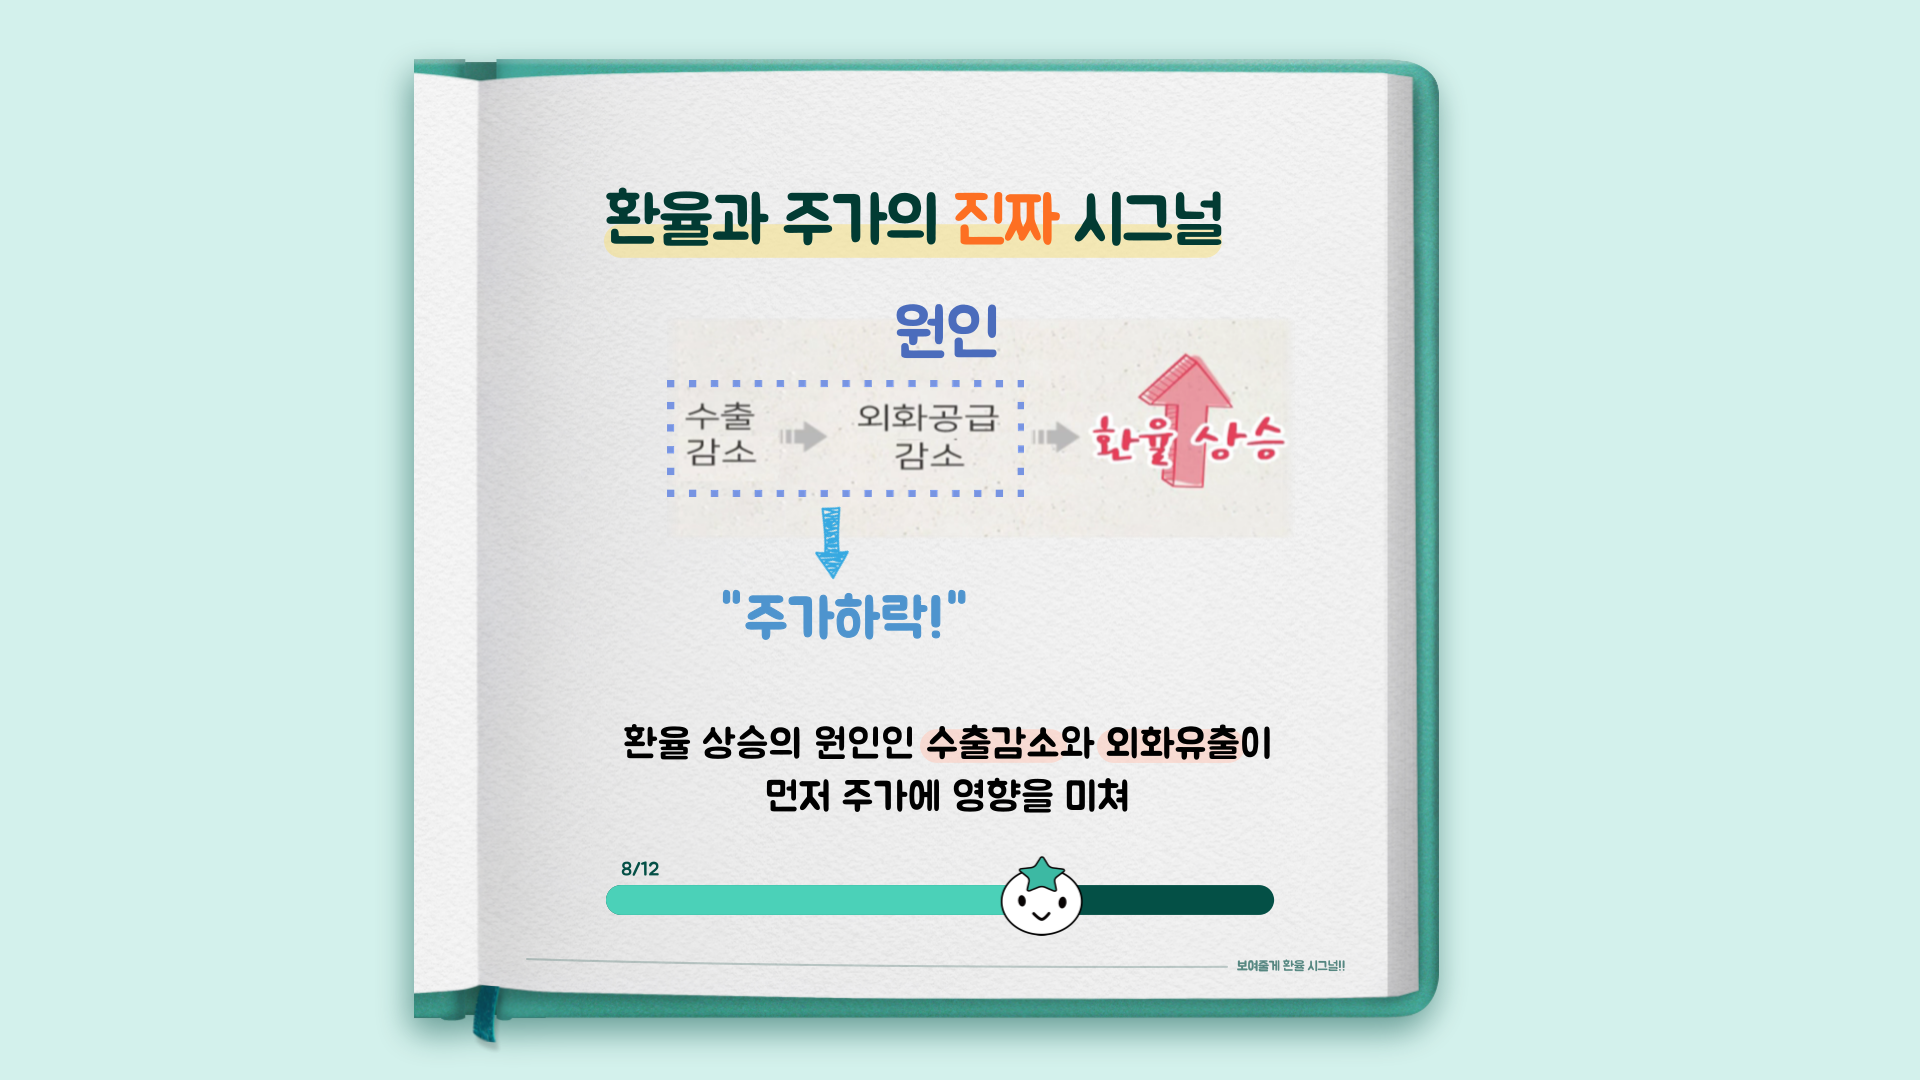 환율과 주가의 진짜 시그널
원인
수출
감소
외화공급
감소
환율 상승
"주가하락!"
환율 상승의 원인인 수출감소와 외화유출이
먼저 주가에 영향을 미쳐
8/12
보여줄게 환율 시그널!!